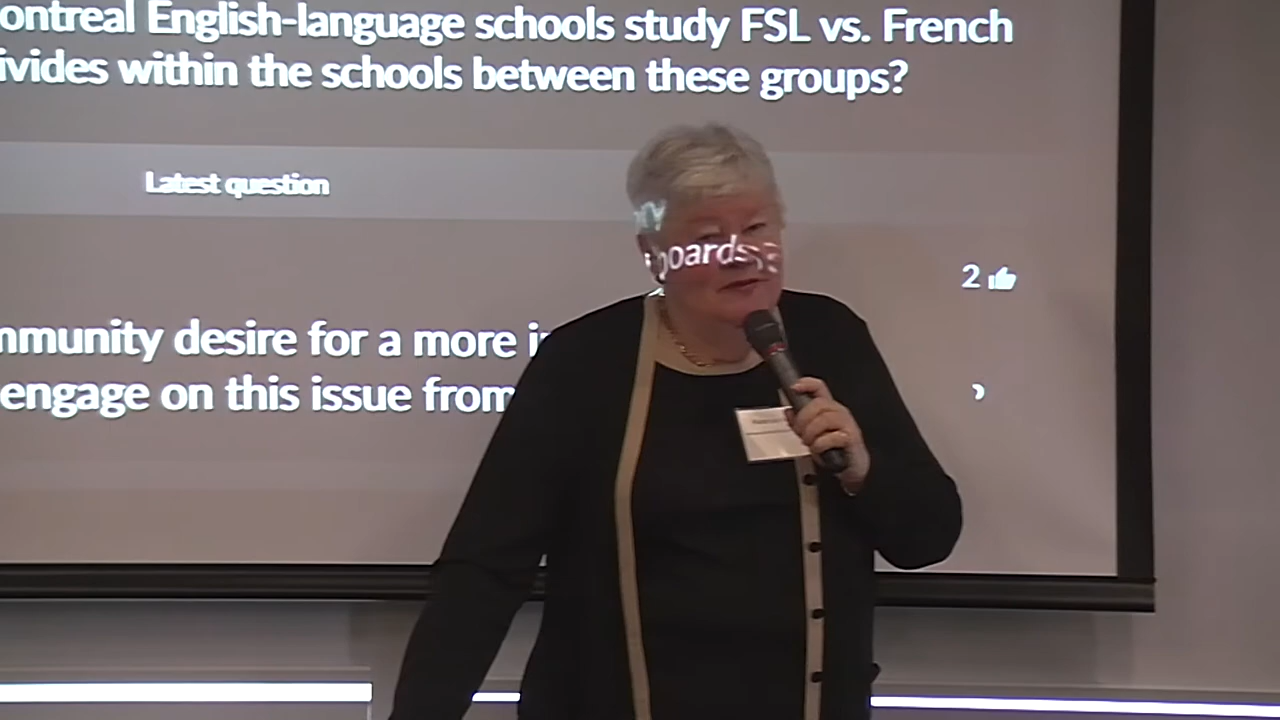 ontreal English-language schools study FSL vs. French
ivides within the schools between these groups?
Latest question
boards
2
mmunity desire for a more i
engage on this issue from ?